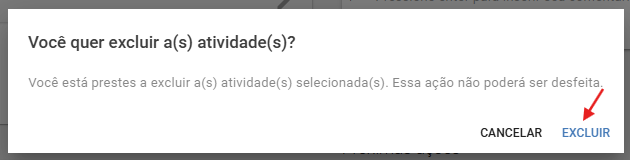 Você quer excluir a(s) atividade(s)?
Você está prestes a excluir a(s) atividade(s) selecionada(s). Essa ação não poderá ser desfeita.
CANCELAR EXCLUIR